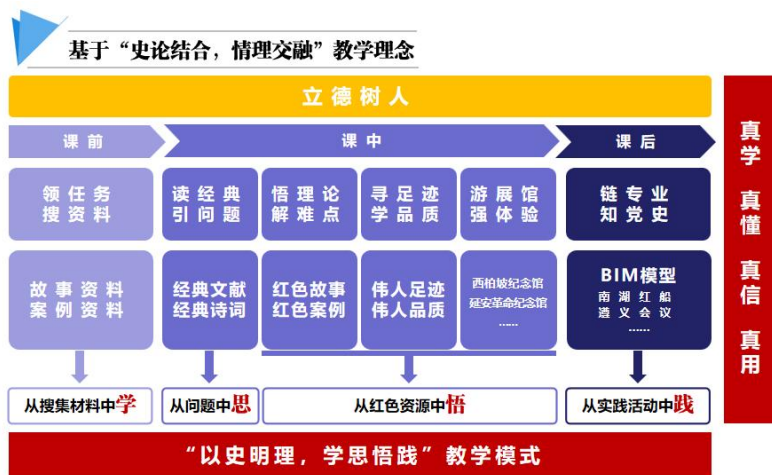 基于“史论结合，情理交融”教学理念
立德树人
课前
课中
课后
领任务
搜资料
读经典
引问题
悟理论
解难点
寻足迹
学品质
游展馆
强体验
链专业
知党史
故事资料
案例资料
经典文献
经典诗词
红色故事
红色案例
伟人足迹
伟人品质
西柏坡纪念馆
延安革命纪念馆
……
BIM模型
南湖红船
遵义会议
……
从搜集材料中学
从问题中思
从红色资源中悟
从实践活动中践
“以史明理，学思悟践”教学模式
真学
真懂
真信
真用